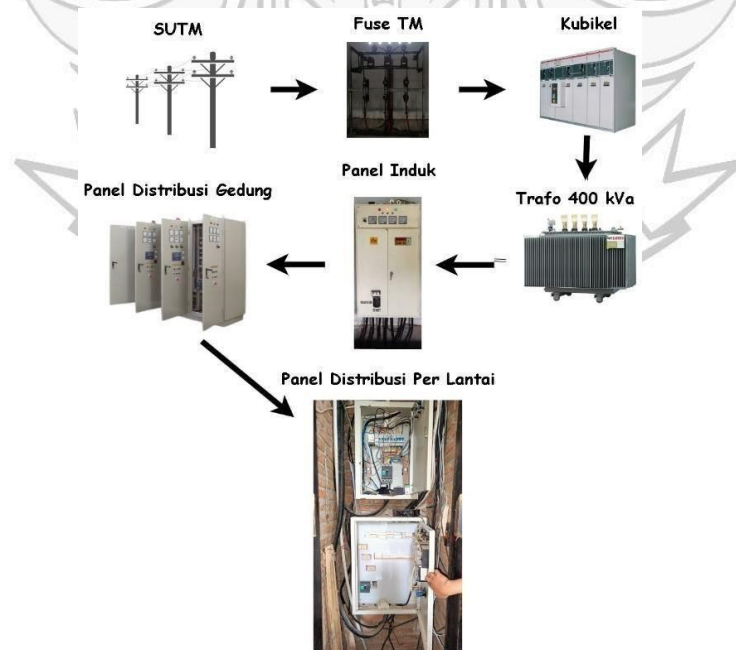 SUTM
Fuse TM
Kubikel
Trafo 400 kVa
Panel Induk
Panel Distribusi Gedung
Panel Distribusi Per Lantai